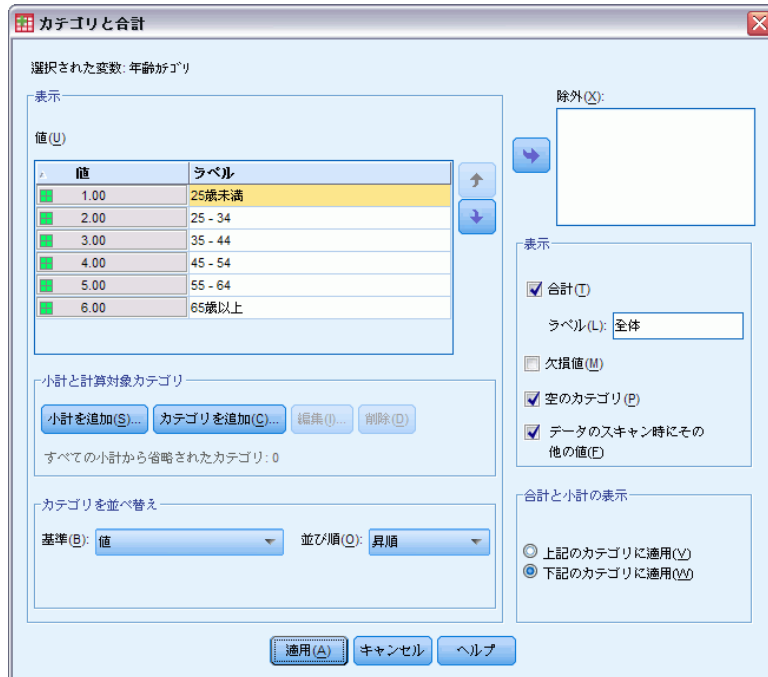 カテゴリと合計
選択された変数: 年齢ｶﾃｺﾞﾘ
表示
値(U)
値 ラベル
1.00 25歳未満
2.00 25 - 34
3.00 35 - 44
4.00 45 - 54
5.00 55 - 64
6.00 65歳以上
小計と計算対象カテゴリ
小計を追加(S)... カテゴリを追加(C)... 編集(I)... 削除(D)
すべての小計から省略されたカテゴリ: 0
カテゴリを並べ替え
基準(B): 値 並び順(O): 昇順
除外(X):
表示
合計(T)
ラベル(L): 全体
欠損値(M)
空のカテゴリ(P)
データのスキャン時にその
他の値(F)
合計と小計の表示
上記のカテゴリに適用(V)
下記のカテゴリに適用(W)
適用(A) キャンセル ヘルプ